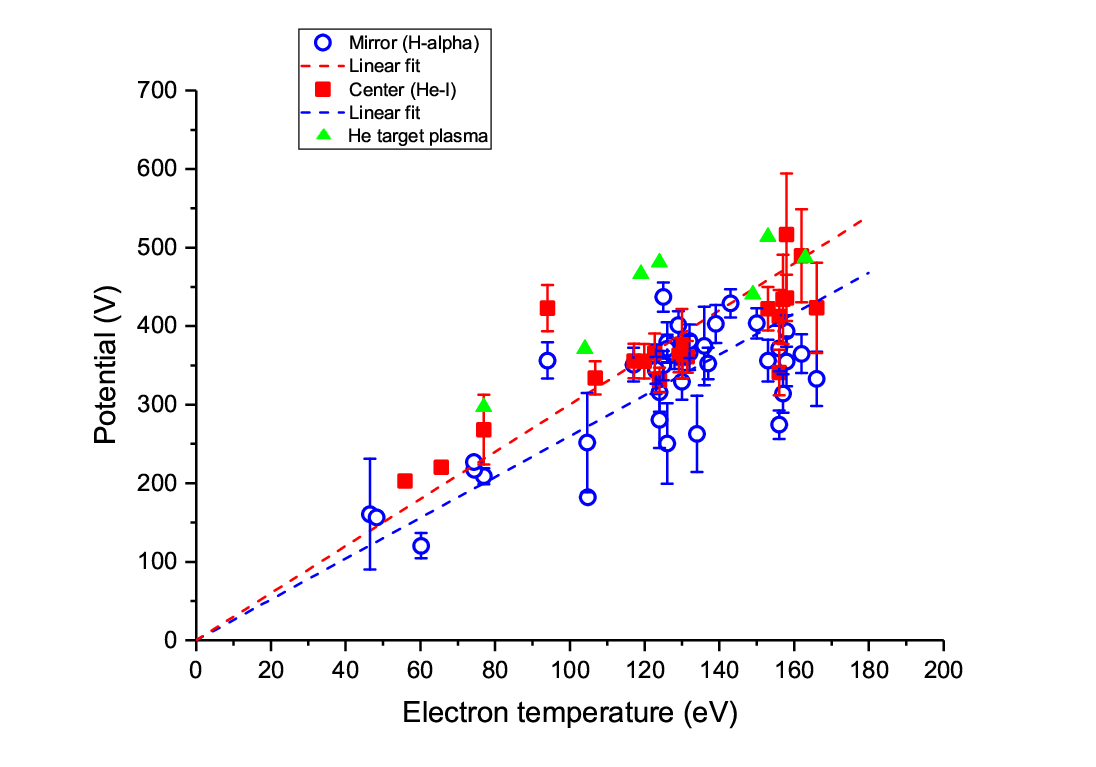 Mirror (H-alpha)
Linear fit
Center (He-I)
Linear fit
He target plasma
700
600
500
400
300
200
100
0
0 20 40 60 80 100 120 140 160 180 200
Potential (V)
Electron temperature (eV)